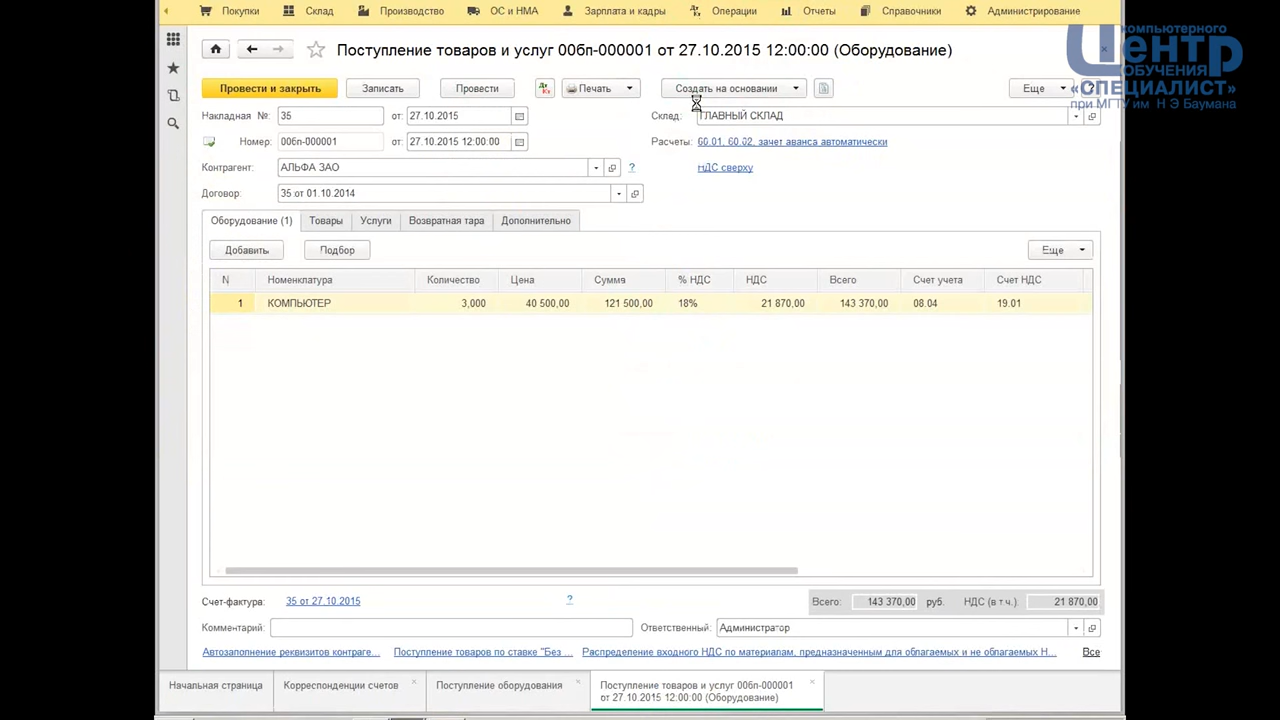 Покупки Склад Производство ОС и НМА Зарплата и кадры Операции Отчеты Справочники Администрирование
Поступление товаров и услуг 00бп-000001 от 27.10.2015 12:00:00 (Оборудование)
компьютерного
Центр
ОБУЧЕНИЯ
«СПЕЦИАЛИСТ»
при МГТУ им Н Э Баумана
Провести и закрыть Записать Провести Дт Кт Печать Создать на основании Еще
Накладная №: 35 от: 27.10.2015 Склад: ГЛАВНЫЙ СКЛАД
Номер: 00бп-000001 от: 27.10.2015 12:00:00 Расчеты: 60.01, 60.02, зачет аванса автоматически
Контрагент: АЛЬФА ЗАО ? НДС сверху
Договор: 35 от 01.10.2014
Оборудование (1) Товары Услуги Возвратная тара Дополнительно
Добавить Подбор Еще
N Номенклатура Количество Цена Сумма % НДС НДС Всего Счет учета Счет НДС
1 КОМПЬЮТЕР 3,000 40 500,00 121 500,00 18% 21 870,00 143 370,00 08.04 19.01
Счет-фактура: 35 от 27.10.2015 ? Всего: 143 370,00 руб. НДС (в т.ч.): 21 870,00
Комментарий: Ответственный: Администратор
Автозаполнение реквизитов контраге... Поступление товаров по ставке "Без ... Распределение входного НДС по материалам, предназначенным для облагаемых и не облагаемых Н... Все
Начальная страница Корреспонденции счетов Поступление оборудования Поступление товаров и услуг 00бп-000001
от 27.10.2015 12:00:00 (Оборудование)